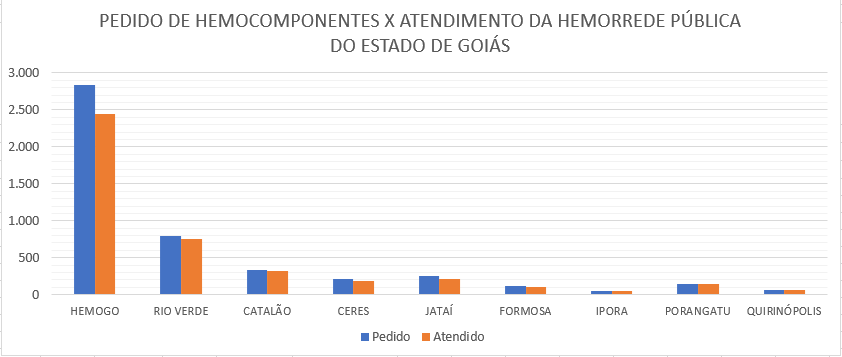 PEDIDO DE HEMOCOMPONENTES X ATENDIMENTO DA HEMORREDE PÚBLICA
DO ESTADO DE GOIÁS
3.000
2.500
2.000
1.500
1.000
500
0
HEMOGO RIO VERDE CATALÃO CERES JATAÍ FORMOSA IPORA PORANGATU QUIRINÓPOLIS
Pedido Atendido